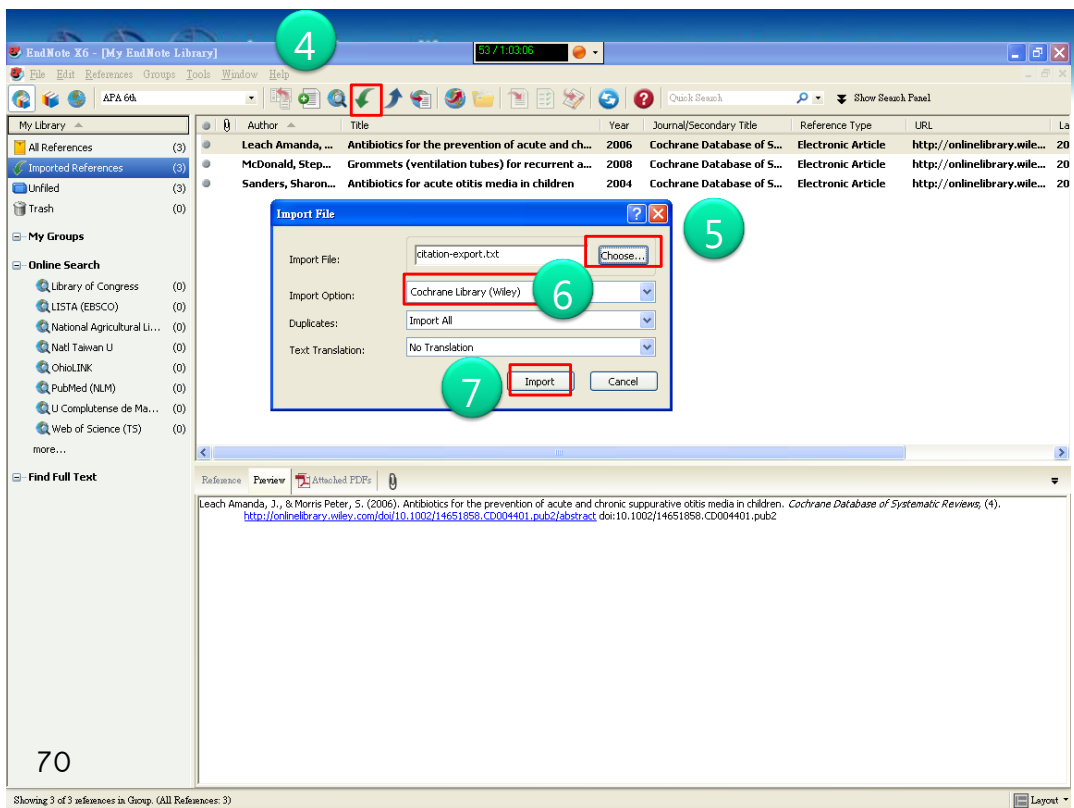 4
53 / 1:03:06
EndNote X6 - [My EndNote Library]
File Edit References Groups Tools Window Help
APA 6th
Quick Search
Show Search Panel
My Library
Author Title Year Journal/Secondary Title Reference Type URL La
All References (3)
Imported References (3)
Unfiled (3)
Trash (0)
My Groups
Online Search
Library of Congress (0)
LISTA (EBSCO) (0)
National Agricultural Li... (0)
Natl Taiwan U (0)
OhioLINK (0)
PubMed (NLM) (0)
U Complutense de Ma... (0)
Web of Science (TS) (0)
more...
Find Full Text
Leach Amanda, ... Antibiotics for the prevention of acute and ch... 2006 Cochrane Database of S... Electronic Article http://onlinelibrary.wile... 20
McDonald, Step... Grommets (ventilation tubes) for recurrent a... 2008 Cochrane Database of S... Electronic Article http://onlinelibrary.wile... 20
Sanders, Sharon... Antibiotics for acute otitis media in children 2004 Cochrane Database of S... Electronic Article http://onlinelibrary.wile... 20
Import File
5
Import File: citation-export.txt Choose...
6
Import Option: Cochrane Library (Wiley)
Duplicates: Import All
Text Translation: No Translation
7
Import Cancel
Reference Preview Attached PDFs
Leach Amanda, J., & Morris Peter, S. (2006). Antibiotics for the prevention of acute and chronic suppurative otitis media in children. Cochrane Database of Systematic Reviews, (4).
http://onlinelibrary.wiley.com/doi/10.1002/14651858.CD004401.pub2/abstract doi:10.1002/14651858.CD004401.pub2
70
Showing 3 of 3 references in Group. (All References: 3)
Layout